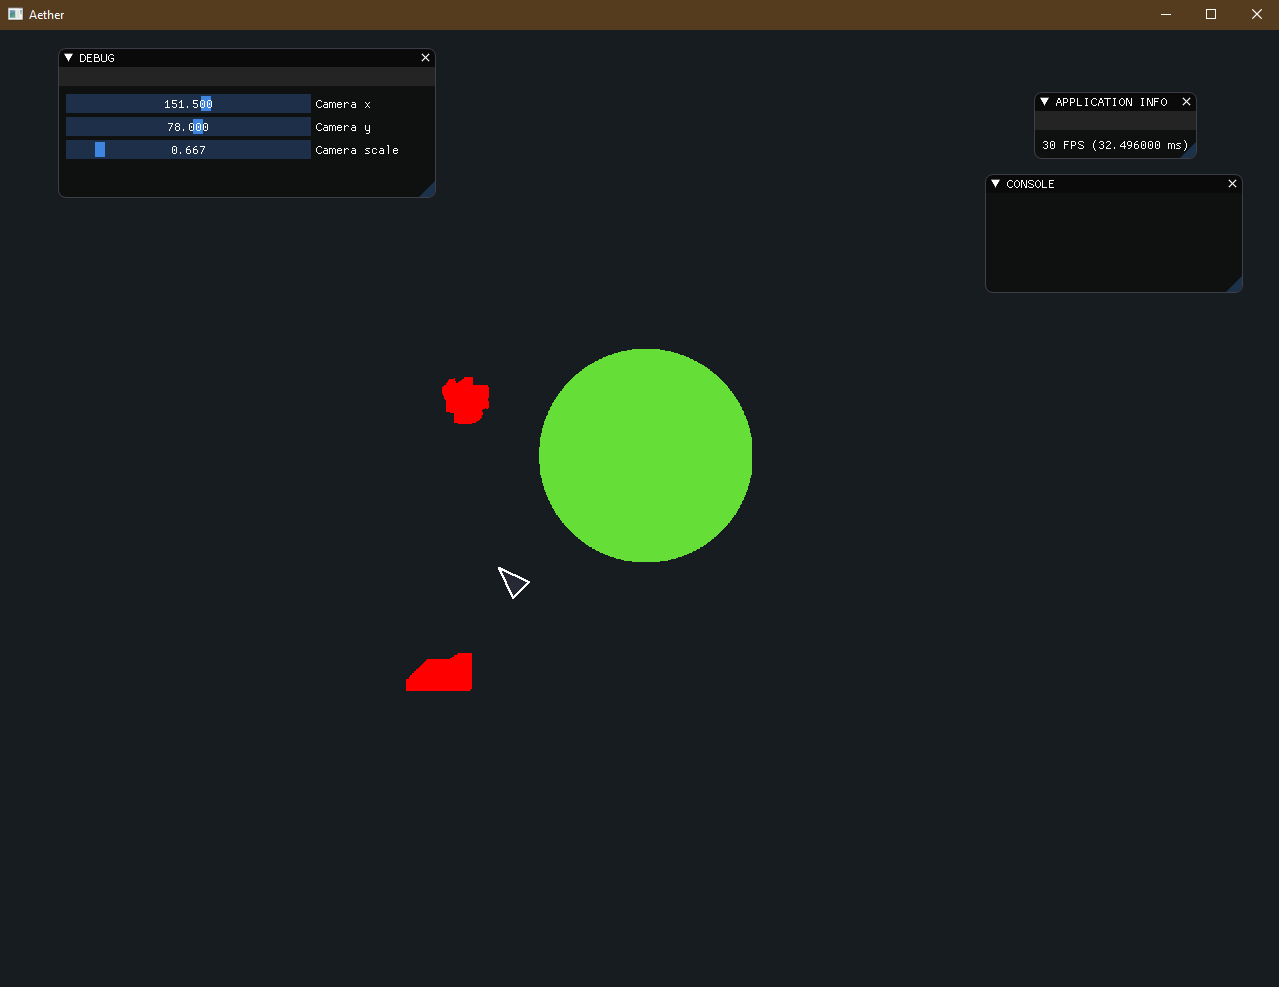 Aether
DEBUG
151.500 Camera x
78.000 Camera y
0.667 Camera scale
APPLICATION INFO
30 FPS (32.496000 ms)
CONSOLE